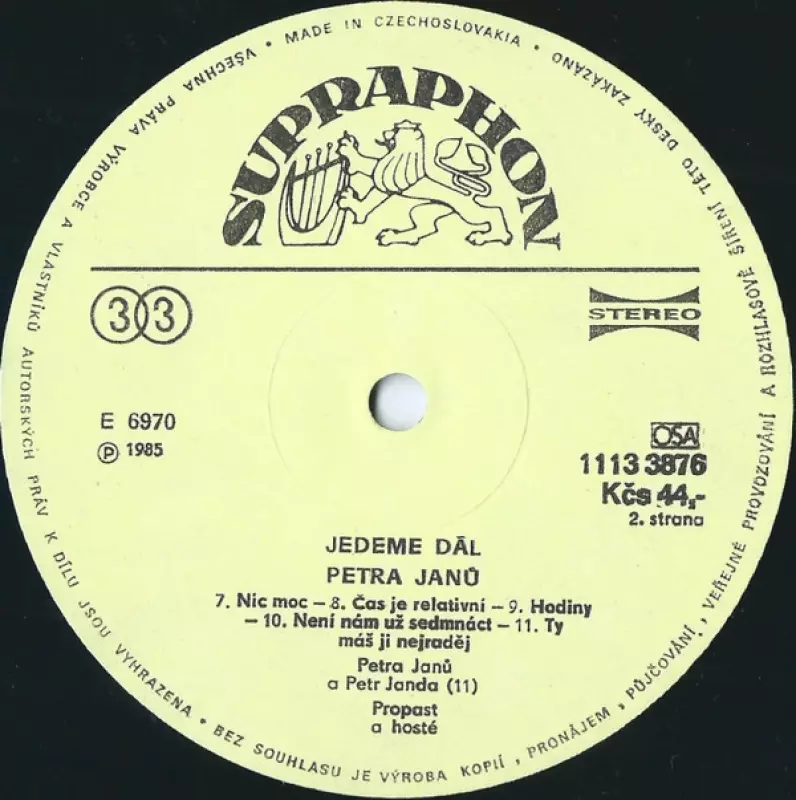 MADE IN CZECHOSLOVAKIA • VŠECHNA PRÁVA VÝROBCE A VLASTNÍKŮ AUTORSKÝCH PRÁV K DÍLU JSOU VYHRAZENA • BEZ SOUHLASU JE VÝROBA KOPIÍ, PRONÁJEM, PŮJČOVÁNÍ, VEŘEJNÉ PROVOZOVÁNÍ A ROZHLASOVÉ ŠÍŘENÍ TÉTO DESKY ZAKÁZÁNO •
SUPRAPHON
33
STEREO
E 6970
Ⓟ 1985
OSA
1113 3876
Kčs 44,-
2. strana
JEDEME DÁL
PETRA JANŮ
7. Nic moc – 8. Čas je relativní – 9. Hodiny
– 10. Není nám už sedmnáct – 11. Ty
máš ji nejraděj
Petra Janů
a Petr Janda (11)
Propast
a hosté